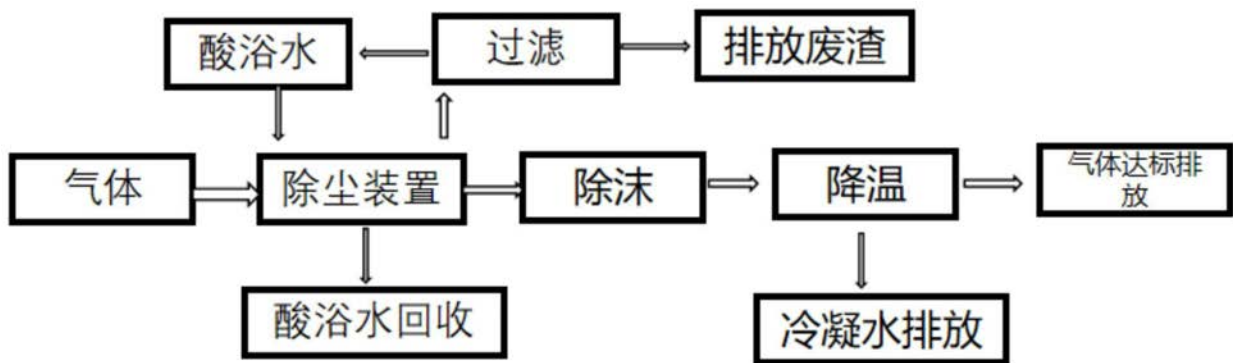 酸浴水
过滤
排放废渣
气体
除尘装置
除沫
降温
气体达标排
放
酸浴水回收
冷凝水排放